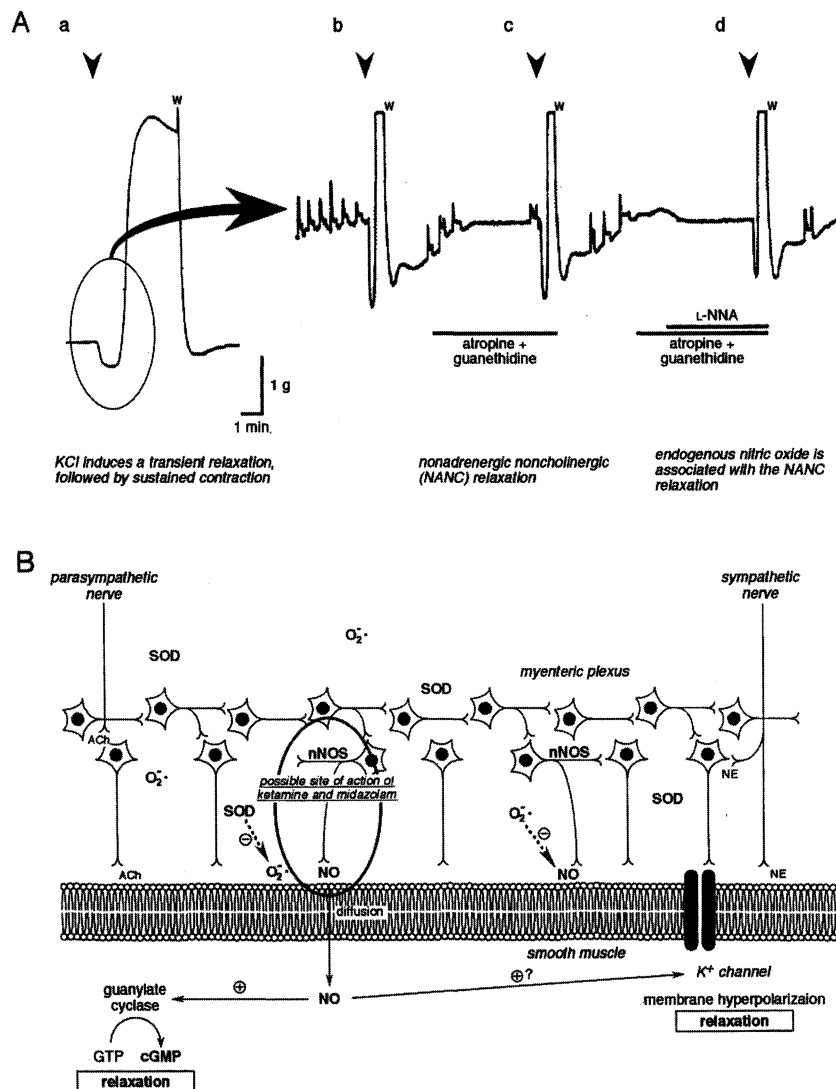 A
a b c d
w w w w
L-NNA
atropine +
guanethidine
atropine +
guanethidine
1 g
1 min.
KCl induces a transient relaxation,
followed by sustained contraction
nonadrenergic noncholinergic
(NANC) relaxation
endogenous nitric oxide is
associated with the NANC
relaxation
B
parasympathetic
nerve
sympathetic
nerve
SOD
O2-·
SOD
myenteric plexus
ACh
nNOS
nNOS
NE
O2-·
possible site of action of
ketamine and midazolam
SOD
⊖
O2-·
⊖
SOD
ACh
O2-·
NO
NO
NE
diffusion
smooth muscle
K+ channel
⊕
NO
⊕?
guanylate
cyclase
membrane hyperpolarizaion
relaxation
GTP cGMP
relaxation